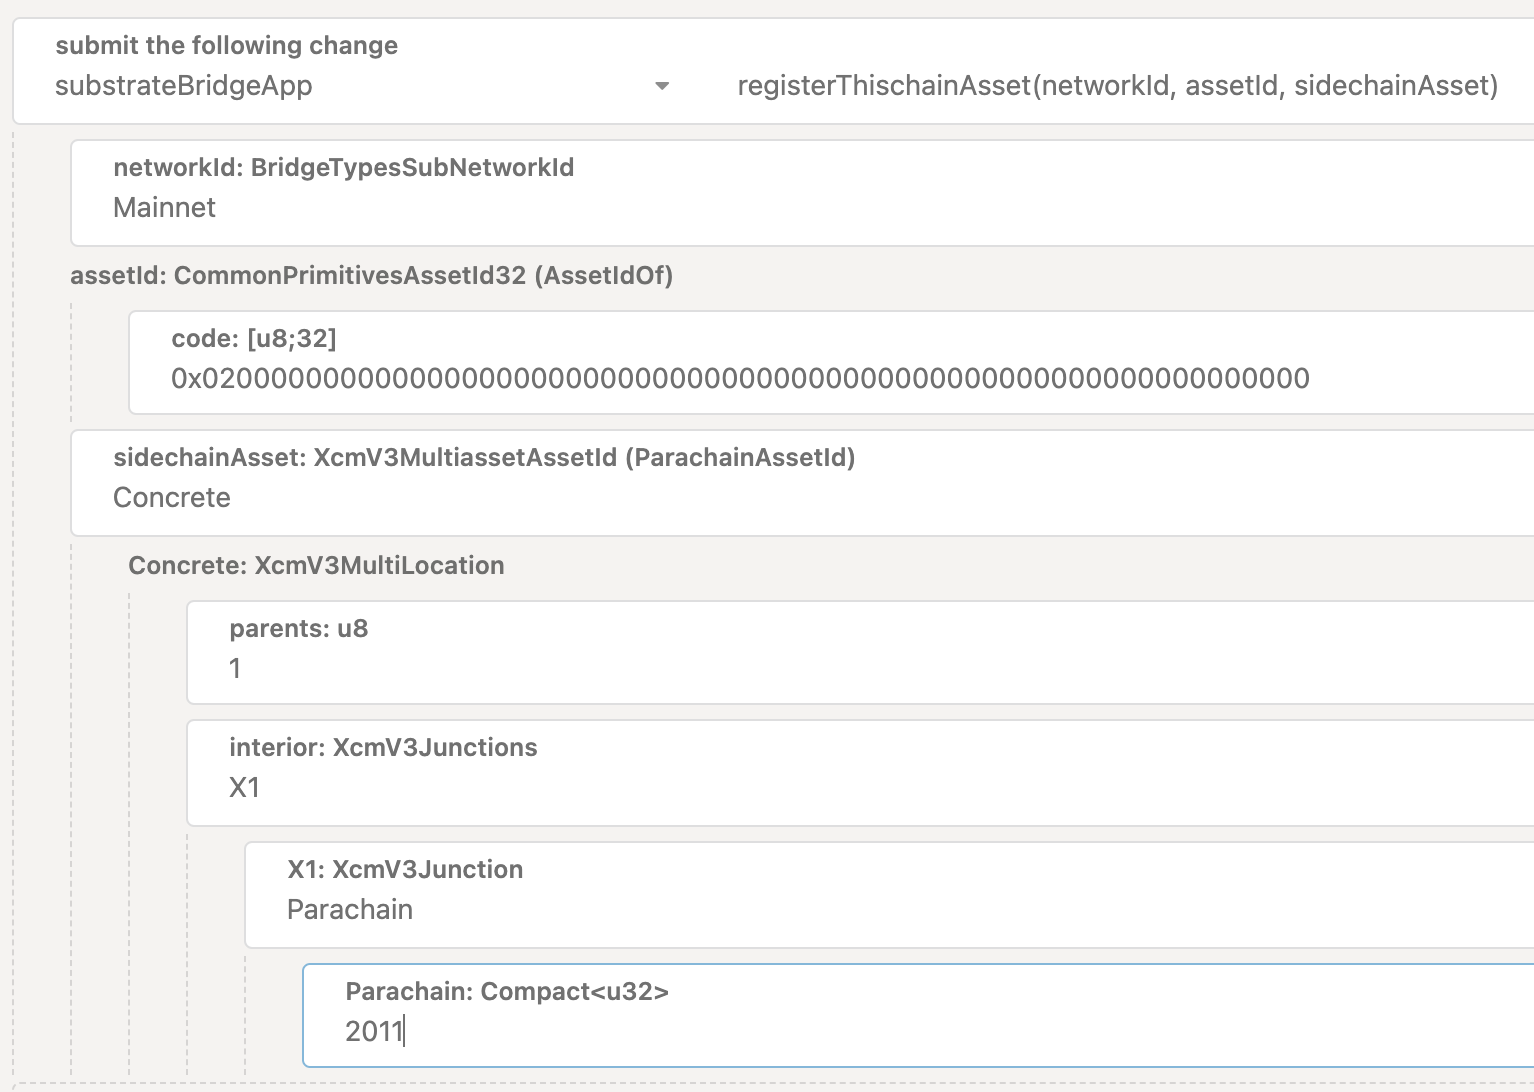 submit the following change
substrateBridgeApp
registerThischainAsset(networkId, assetId, sidechainAsset)
networkId: BridgeTypesSubNetworkId
Mainnet
assetId: CommonPrimitivesAssetId32 (AssetIdOf)
code: [u8;32]
0x0200000000000000000000000000000000000000000000000000000000000000
sidechainAsset: XcmV3MultiassetAssetId (ParachainAssetId)
Concrete
Concrete: XcmV3MultiLocation
parents: u8
1
interior: XcmV3Junctions
X1
X1: XcmV3Junction
Parachain
Parachain: Compact<u32>
2011